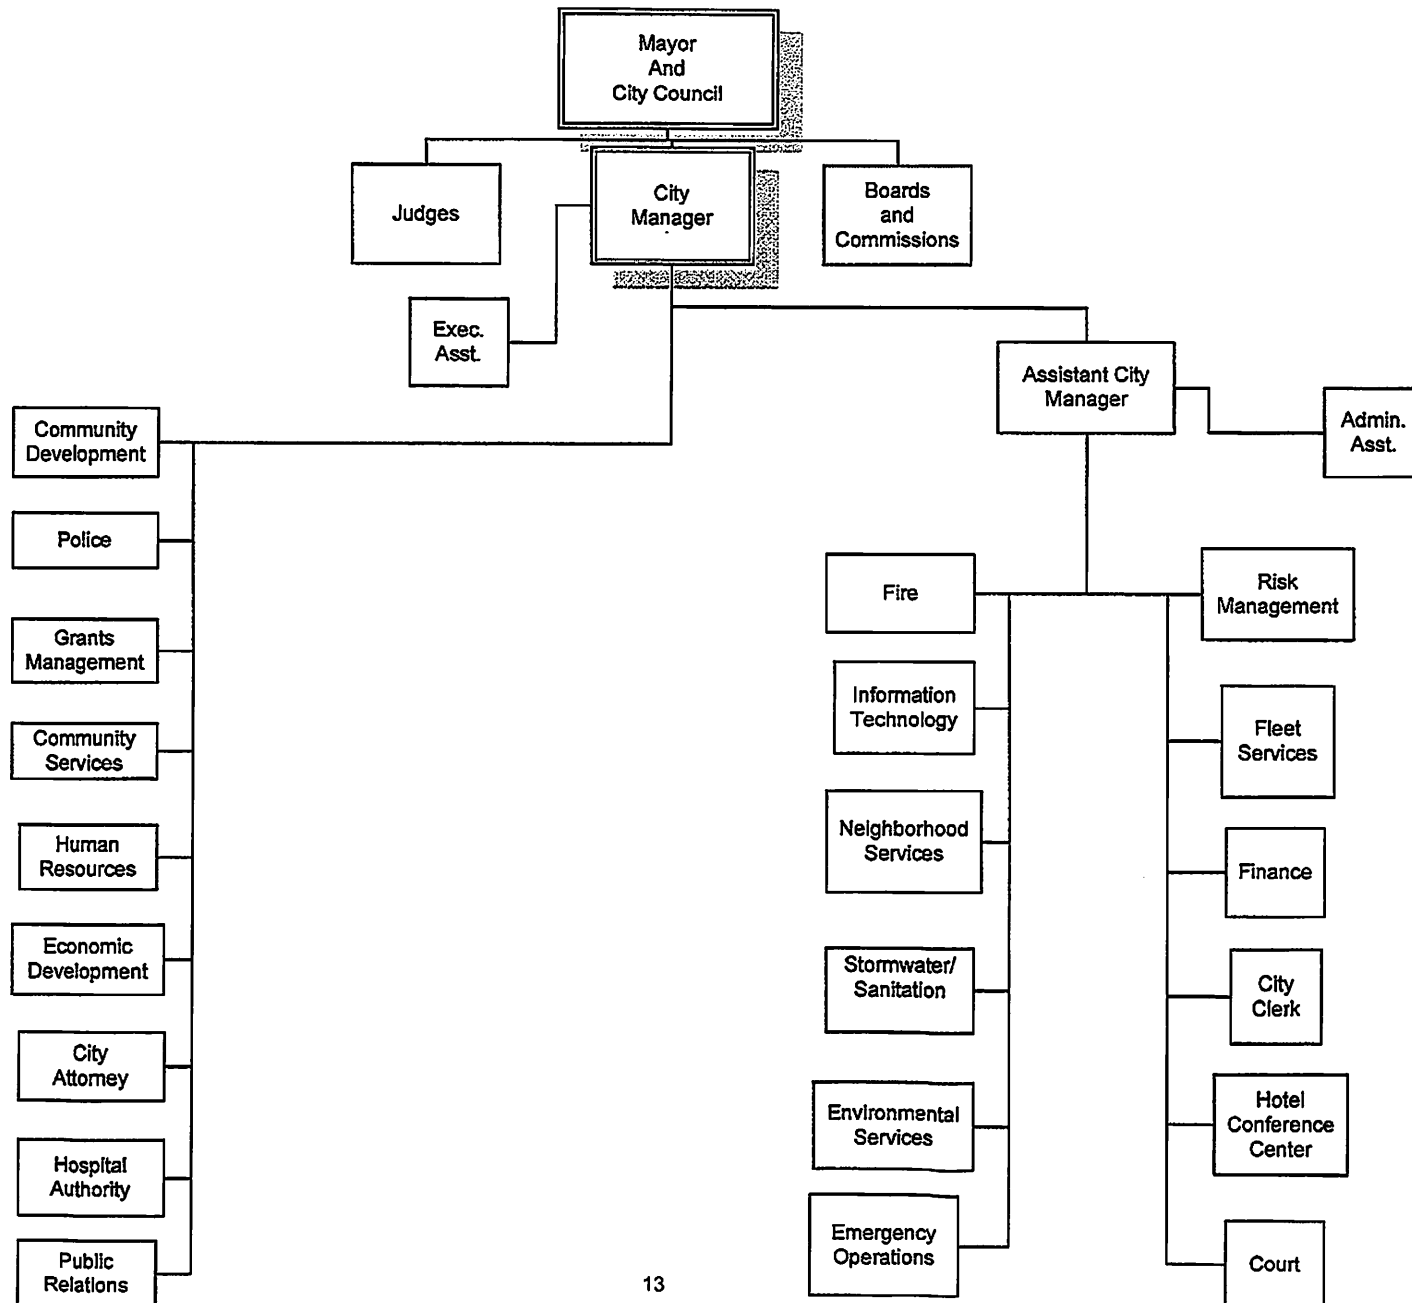 Mayor
And
City Council
Judges
City
Manager
Boards
and
Commissions
Exec.
Asst.
Assistant City
Manager
Admin.
Asst.
Community
Development
Police
Grants
Management
Community
Services
Human
Resources
Economic
Development
City
Attorney
Hospital
Authority
Public
Relations
Fire
Information
Technology
Neighborhood
Services
Stormwater/
Sanitation
Environmental
Services
Emergency
Operations
Risk
Management
Fleet
Services
Finance
City
Clerk
Hotel
Conference
Center
Court
13